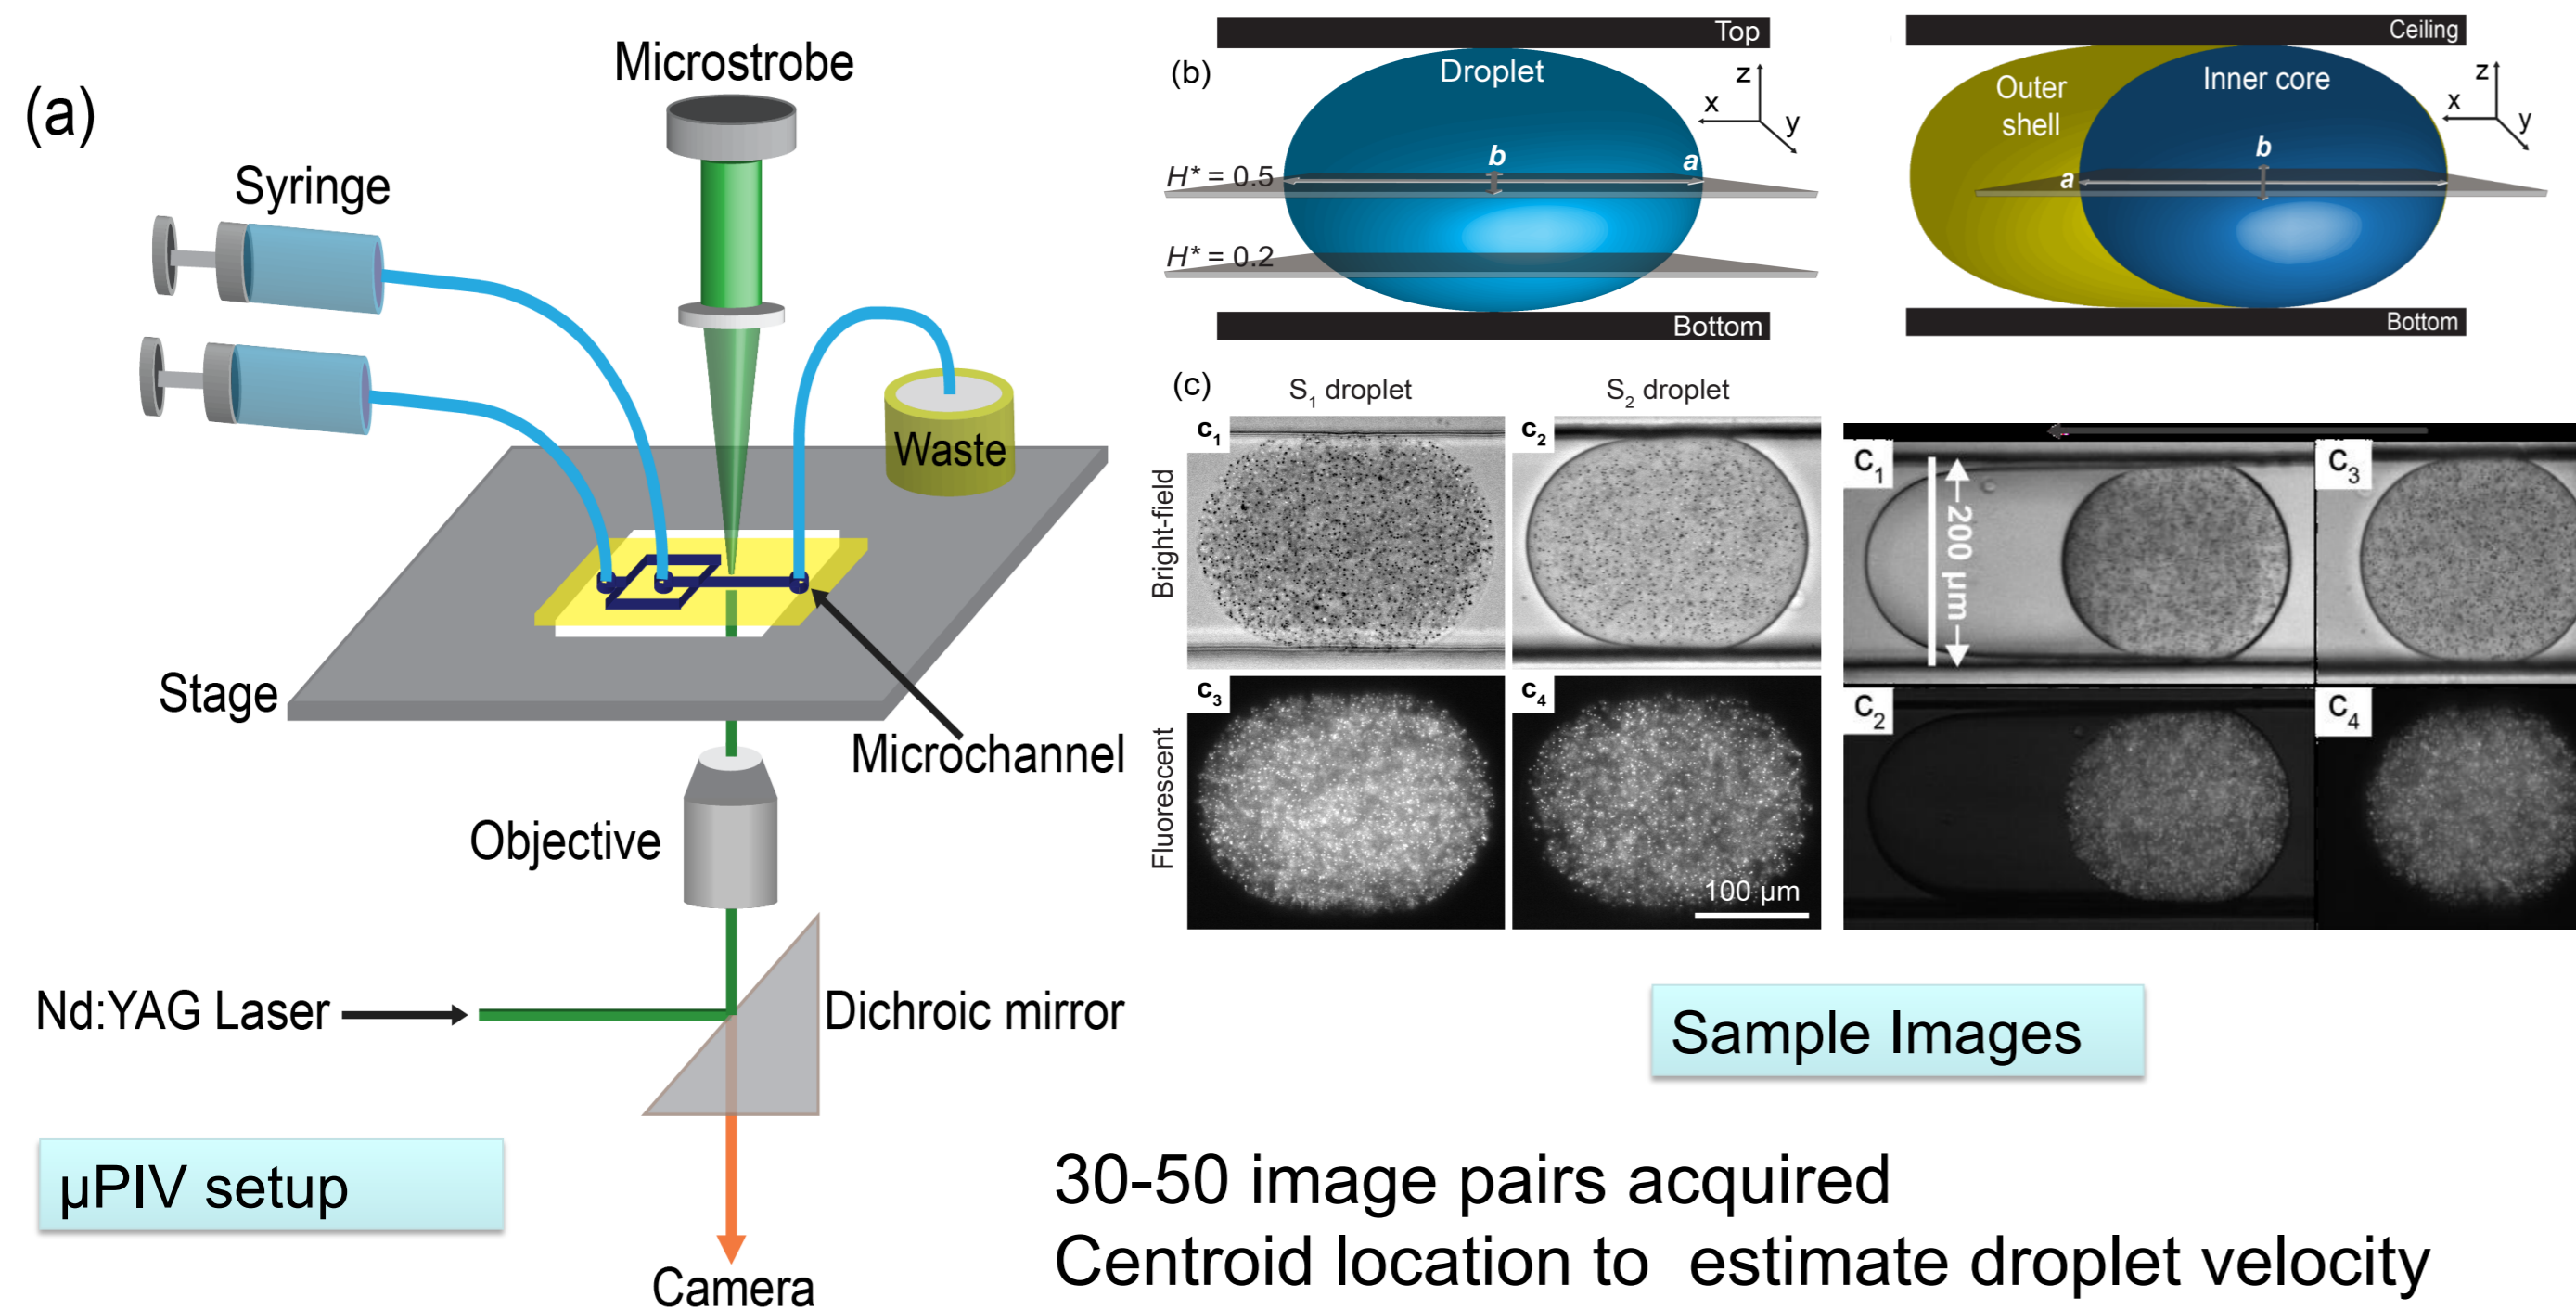 (a)
Microstrobe
Syringe
Waste
Stage
Microchannel
Objective
Nd:YAG Laser
Dichroic mirror
Camera
µPIV setup
(b)
Top
Droplet
z
x
y
b
a
H* = 0.5
H* = 0.2
Bottom
Ceiling
Outer
shell
Inner core
z
x
y
b
a
Bottom
(c)
S1 droplet
S2 droplet
Bright-field
Fluorescent
c1
c2
c3
c4
100 µm
C1
200 µm
C3
C2
C4
Sample Images
30-50 image pairs acquired
Centroid location to estimate droplet velocity